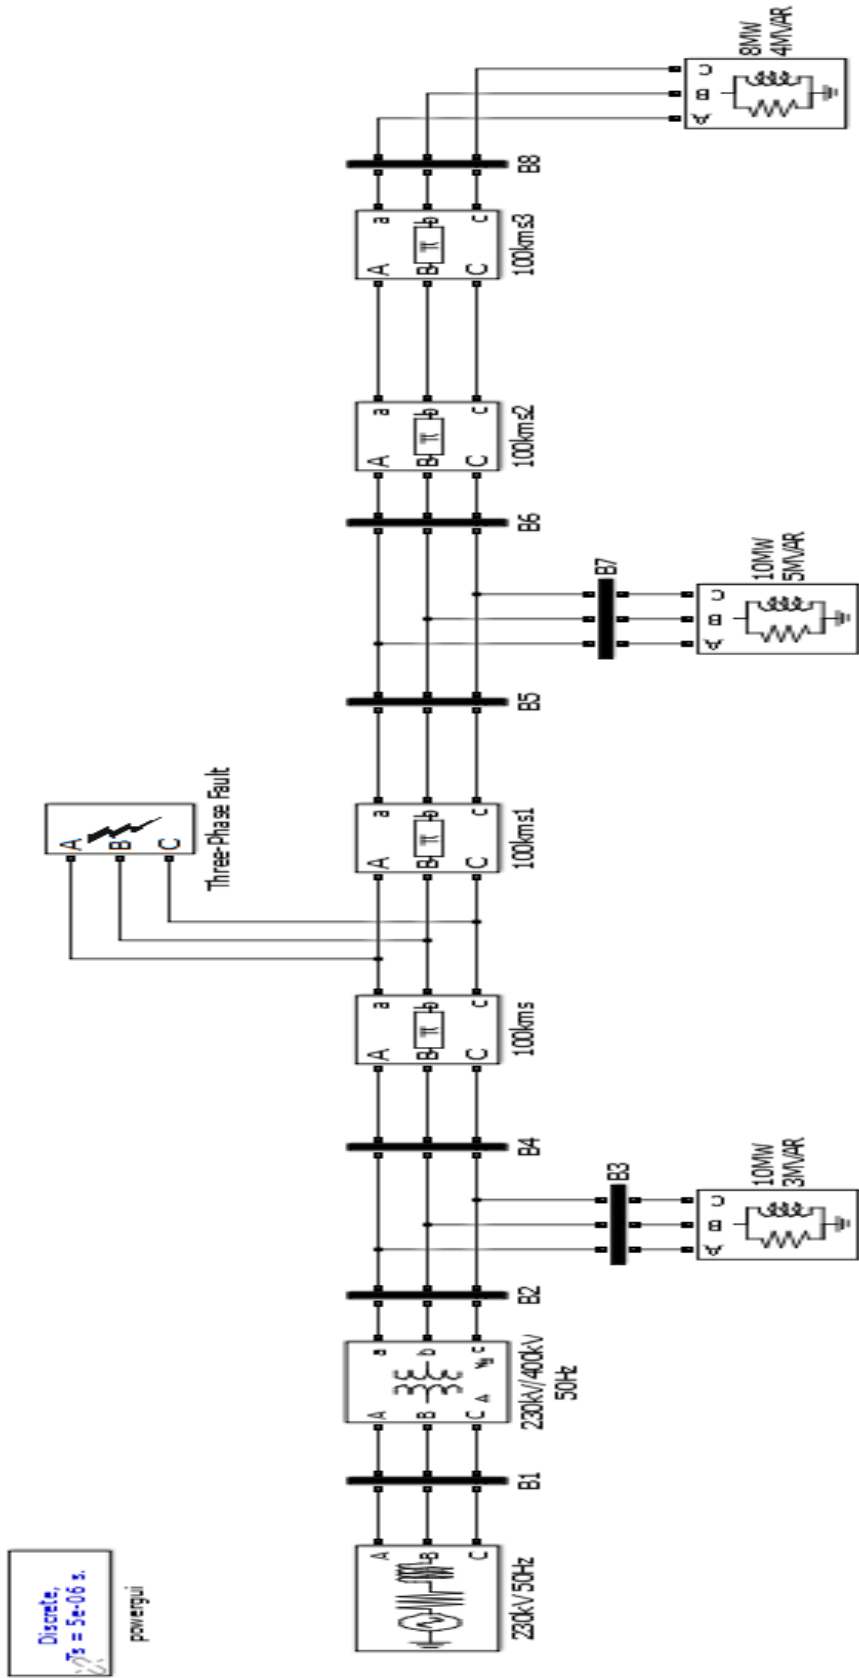 Discrete,
Ts = 5e-06 s.
powergui
A
B
C
230kV 50Hz
B1
A
B
C
a
b
c
Δ
Yg
230kV/400kV
50Hz
B2
B3
A
B
C
10MW
3MVAR
B4
A
B
C
π
a
b
c
100kms
A
B
C
Three-Phase Fault
A
B
C
π
a
b
c
100kms1
B5
B7
A
B
C
10MW
5MVAR
B6
A
B
C
π
a
b
c
100kms2
A
B
C
π
a
b
c
100kms3
B8
A
B
C
8MW
4MVAR